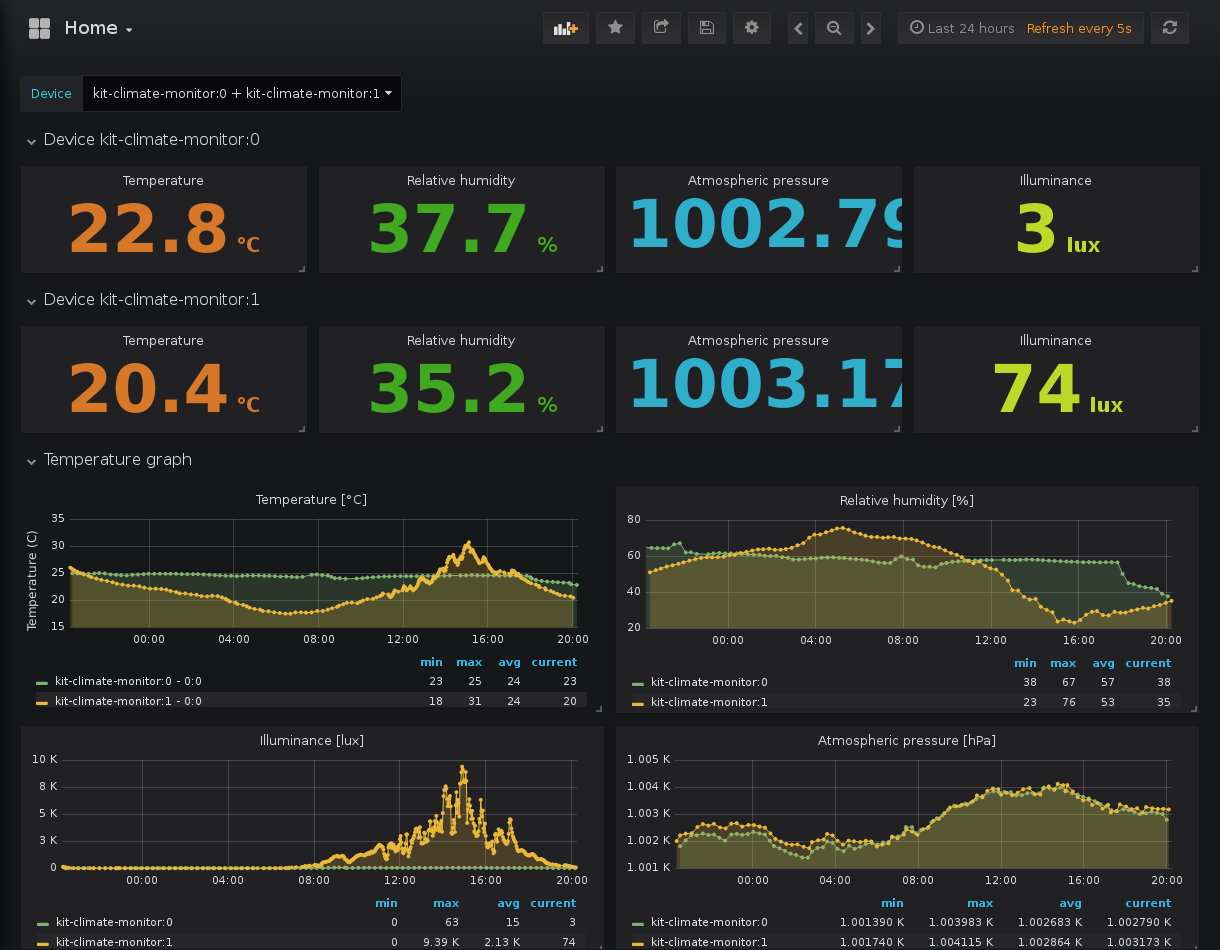 Home
Last 24 hours Refresh every 5s
Device kit-climate-monitor:0 + kit-climate-monitor:1
Device kit-climate-monitor:0
Temperature Relative humidity Atmospheric pressure Illuminance
22.8 °C 37.7 % 1002.79 3 lux
Device kit-climate-monitor:1
Temperature Relative humidity Atmospheric pressure Illuminance
20.4 °C 35.2 % 1003.17 74 lux
Temperature graph
Temperature [°C]
Temperature (C)
35
30
25
20
15
00:00 04:00 08:00 12:00 16:00 20:00
min max avg current
kit-climate-monitor:0 - 0:0 23 25 24 23
kit-climate-monitor:1 - 0:0 18 31 24 20
Relative humidity [%]
80
60
40
20
00:00 04:00 08:00 12:00 16:00 20:00
min max avg current
kit-climate-monitor:0 38 67 57 38
kit-climate-monitor:1 23 76 53 35
Illuminance [lux]
10 K
8 K
5 K
3 K
0
00:00 04:00 08:00 12:00 16:00 20:00
min max avg current
kit-climate-monitor:0 0 63 15 3
kit-climate-monitor:1 0 9.39 K 2.13 K 74
Atmospheric pressure [hPa]
1.005 K
1.004 K
1.003 K
1.002 K
1.001 K
00:00 04:00 08:00 12:00 16:00 20:00
min max avg current
kit-climate-monitor:0 1.001390 K 1.003983 K 1.002683 K 1.002790 K
kit-climate-monitor:1 1.001740 K 1.004115 K 1.002864 K 1.003173 K